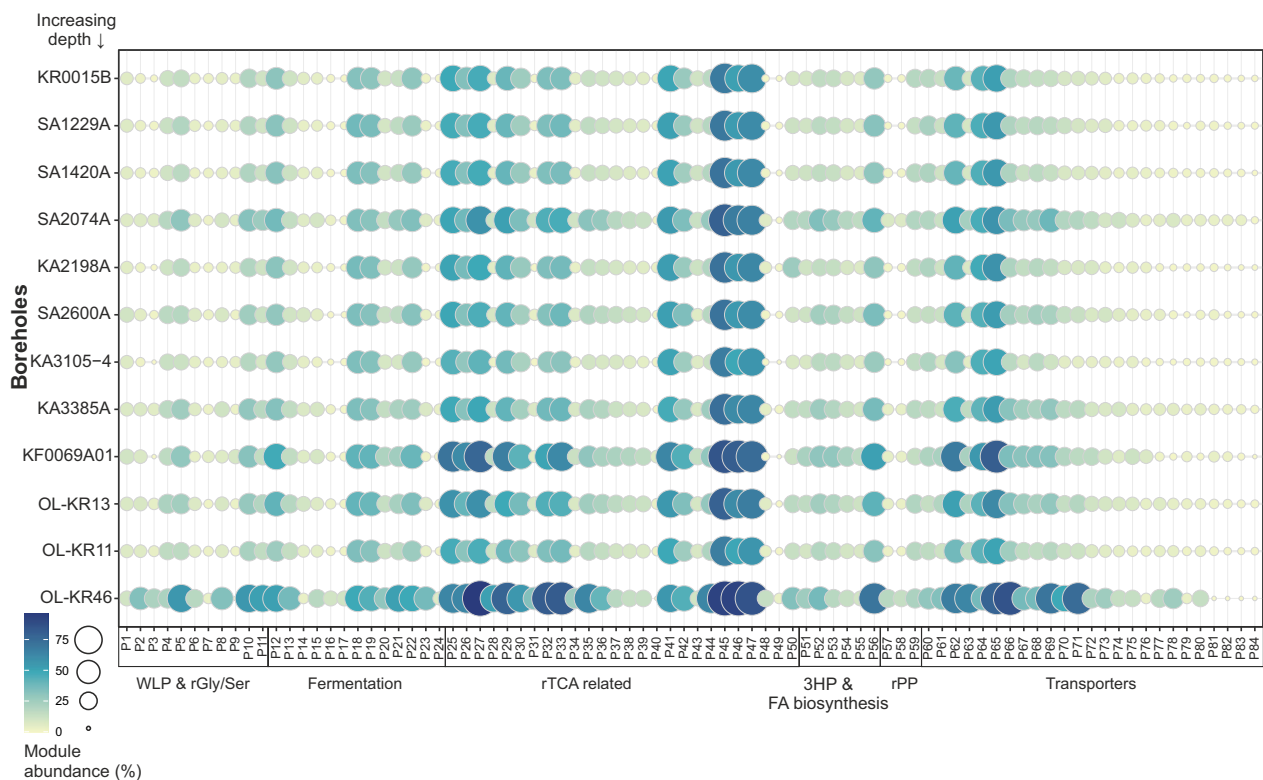 Increasing
depth ↓
Boreholes
KR0015B
SA1229A
SA1420A
SA2074A
KA2198A
SA2600A
KA3105−4
KA3385A
KF0069A01
OL-KR13
OL-KR11
OL-KR46
P1 P2 P3 P4 P5 P6 P7 P8 P9 P10 P11 P12 P13 P14 P15 P16 P17 P18 P19 P20 P21 P22 P23 P24 P25 P26 P27 P28 P29 P30 P31 P32 P33 P34 P35 P36 P37 P38 P39 P40 P41 P42 P43 P44 P45 P46 P47 P48 P49 P50 P51 P52 P53 P54 P55 P56 P57 P58 P59 P60 P61 P62 P63 P64 P65 P66 P67 P68 P69 P70 P71 P72 P73 P74 P75 P76 P77 P78 P79 P80 P81 P82 P83 P84
WLP & rGly/Ser Fermentation rTCA related 3HP & rPP Transporters
FA biosynthesis
75
50
25
0
Module
abundance (%)